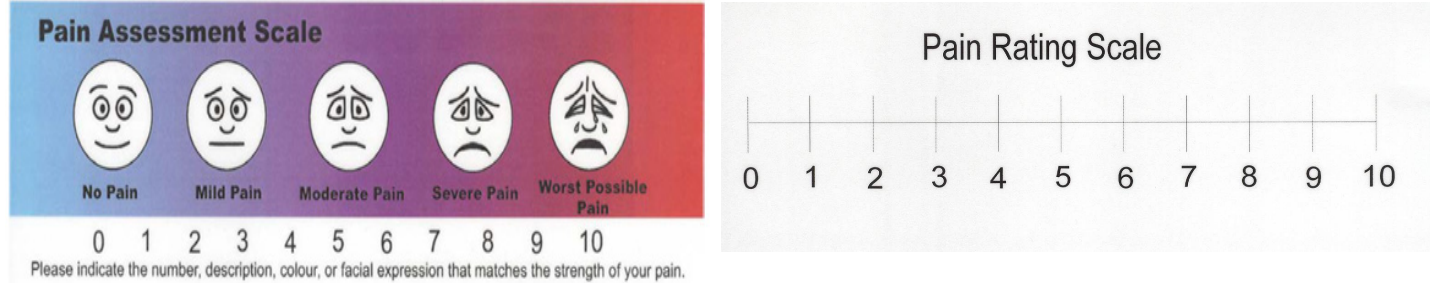 Pain Assessment Scale
No Pain Mild Pain Moderate Pain Severe Pain Worst Possible
Pain
0 1 2 3 4 5 6 7 8 9 10
Please indicate the number, description, colour, or facial expression that matches the strength of your pain.
Pain Rating Scale
0 1 2 3 4 5 6 7 8 9 10